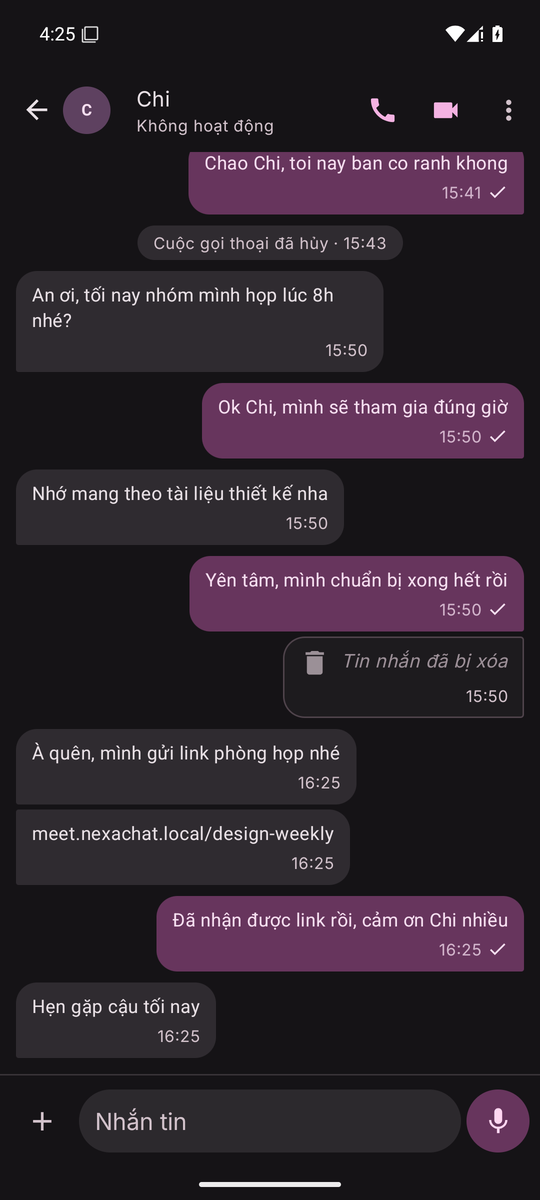 4:25
C
Chi
Không hoạt động
Chao Chi, toi nay ban co ranh khong
15:41
Cuộc gọi thoại đã hủy · 15:43
An ơi, tối nay nhóm mình họp lúc 8h
nhé?
15:50
Ok Chi, mình sẽ tham gia đúng giờ
15:50
Nhớ mang theo tài liệu thiết kế nha
15:50
Yên tâm, mình chuẩn bị xong hết rồi
15:50
Tin nhắn đã bị xóa
15:50
À quên, mình gửi link phòng họp nhé
16:25
meet.nexachat.local/design-weekly
16:25
Đã nhận được link rồi, cảm ơn Chi nhiều
16:25
Hẹn gặp cậu tối nay
16:25
Nhắn tin